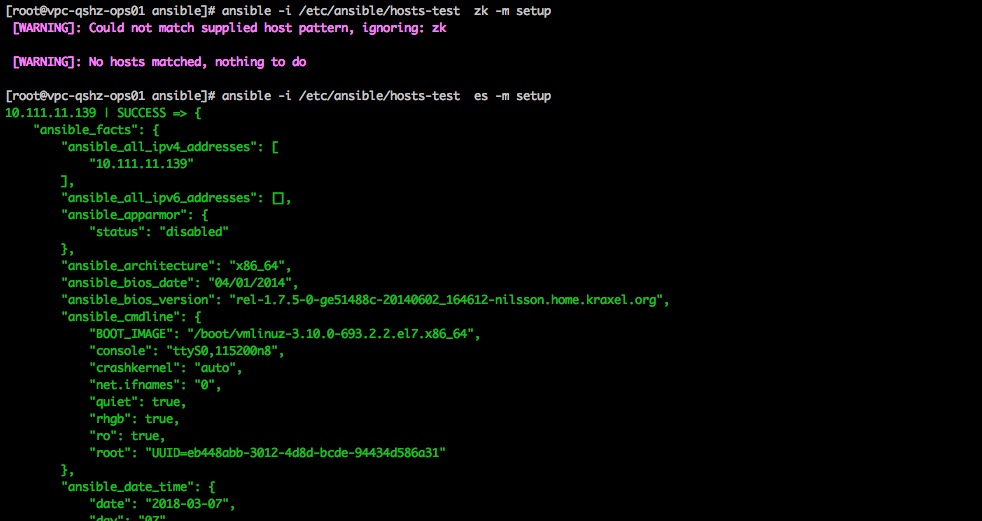 [root@vpc-qshz-ops01 ansible]# ansible -i /etc/ansible/hosts-test  zk -m setup
 [WARNING]: Could not match supplied host pattern, ignoring: zk
 [WARNING]: No hosts matched, nothing to do
[root@vpc-qshz-ops01 ansible]# ansible -i /etc/ansible/hosts-test  es -m setup
10.111.11.139 | SUCCESS => {
    "ansible_facts": {
        "ansible_all_ipv4_addresses": [
            "10.111.11.139"
        ],
        "ansible_all_ipv6_addresses": [],
        "ansible_apparmor": {
            "status": "disabled"
        },
        "ansible_architecture": "x86_64",
        "ansible_bios_date": "04/01/2014",
        "ansible_bios_version": "rel-1.7.5-0-ge51488c-20140602_164612-nilsson.home.kraxel.org",
        "ansible_cmdline": {
            "BOOT_IMAGE": "/boot/vmlinuz-3.10.0-693.2.2.el7.x86_64",
            "console": "ttyS0,115200n8",
            "crashkernel": "auto",
            "net.ifnames": "0",
            "quiet": true,
            "rhgb": true,
            "ro": true,
            "root": "UUID=eb448abb-3012-4d8d-bcde-94434d586a31"
        },
        "ansible_date_time": {
            "date": "2018-03-07",
            "day": "07"